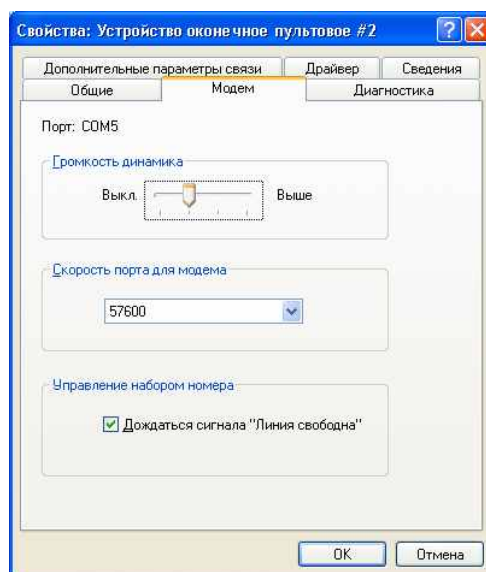 Свойства: Устройство оконечное пультовое #2
Дополнительные параметры связи Драйвер Сведения
Общие Модем Диагностика
Порт: COM5
Громкость динамика
Выкл. Выше
Скорость порта для модема
57600
Управление набором номера
Дождаться сигнала "Линия свободна"
OK Отмена